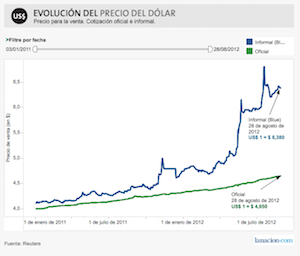 US$ EVOLUCIÓN DEL PRECIO DEL DÓLAR
Precio para la venta. Cotización oficial e informal.
>Filtre por fecha
03/01/2011
28/08/2012
Informal (Blue)
Oficial
Precio de venta (en $)
6,5
6,0
5,5
5,0
4,5
4,0
Informal (Blue)
28 de agosto de
2012
US$ 1 = $ 6,380
Oficial
28 de agosto de 2012
US$ 1 = $ 4,650
1 de enero de 2011
1 de julio de 2011
1 de enero de 2012
1 de julio de 2012
Fuente: Reuters
lanacion.com